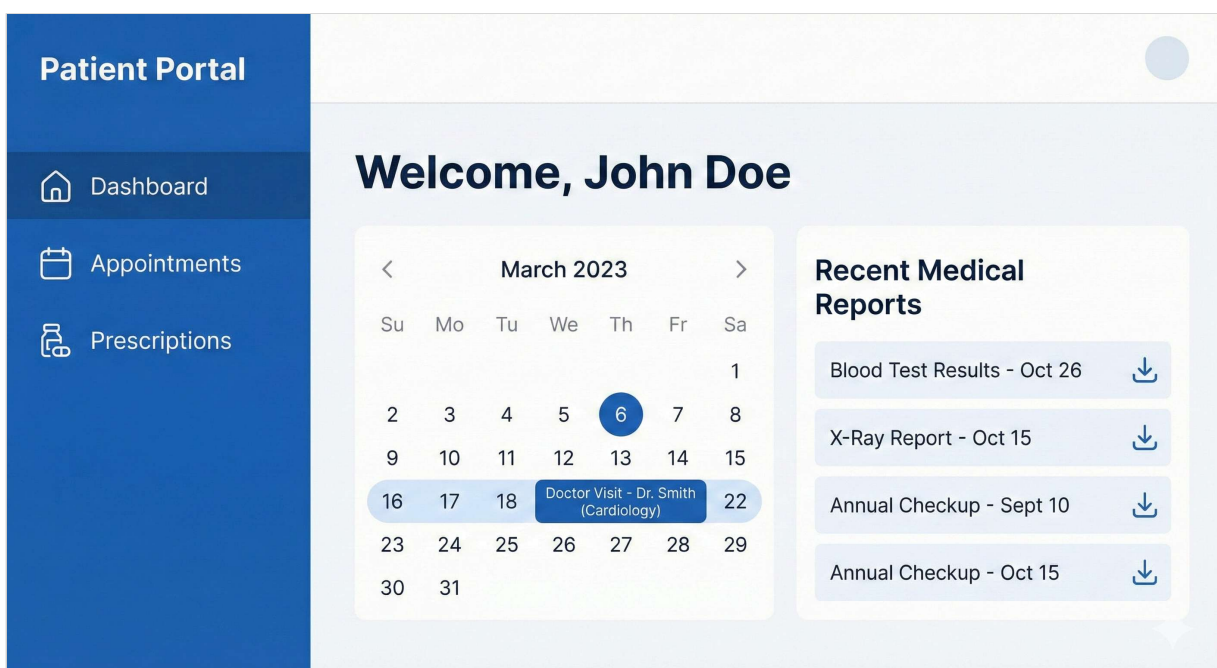 Patient Portal
Dashboard
Appointments
Prescriptions
Welcome, John Doe
March 2023
Su Mo Tu We Th Fr Sa
1
2 3 4 5 6 7 8
9 10 11 12 13 14 15
16 17 18 Doctor Visit - Dr. Smith
(Cardiology) 22
23 24 25 26 27 28 29
30 31
Recent Medical
Reports
Blood Test Results - Oct 26
X-Ray Report - Oct 15
Annual Checkup - Sept 10
Annual Checkup - Oct 15